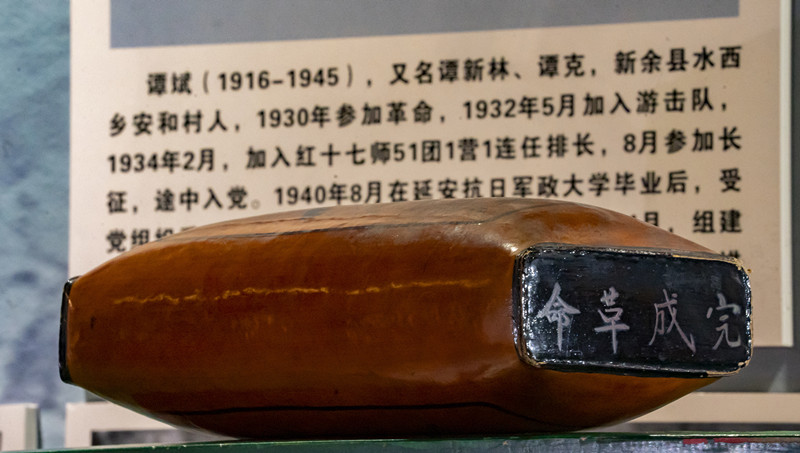 谭斌（1916-1945），又名谭新林、谭克，新余县水西
乡安和村人，1930年参加革命，1932年5月加入游击队，
1934年2月，加入红十七师51团1营1连任排长，8月参加长
征，途中入党。1940年8月在延安抗日军政大学毕业后，受
党组织 月，组建
命革成完